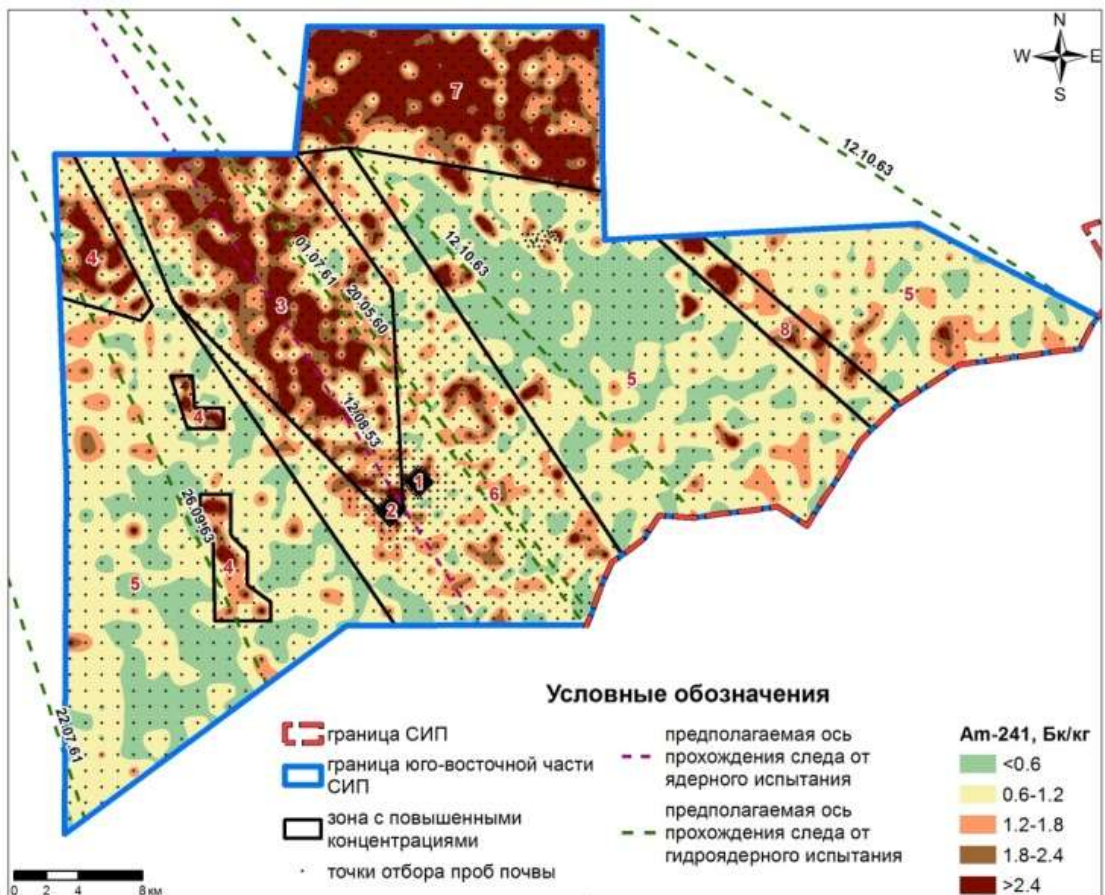 N
W E
S
7
12.10.63
4
3
01.07.61
20.05.60
12.10.63
5
8
5
4
12.08.53
1
2
6
26.09.63
4
5
22.07.61
Условные обозначения
граница СИП
граница юго-восточной части
СИП
зона с повышенными
концентрациями
точки отбора проб почвы
предполагаемая ось
прохождения следа от
ядерного испытания
предполагаемая ось
прохождения следа от
гидроядерного испытания
Am-241, Бк/кг
<0.6
0.6-1.2
1.2-1.8
1.8-2.4
>2.4
0 2 4 8 км